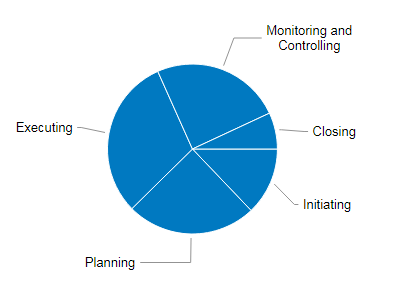 Monitoring and
Controlling
Executing
Closing
Initiating
Planning